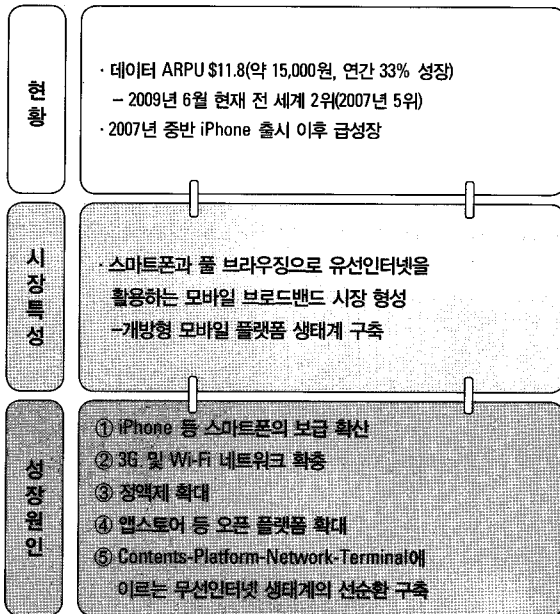 현황
· 데이터 ARPU $11.8(약 15,000원, 연간 33% 성장)
– 2009년 6월 현재 전 세계 2위(2007년 5위)
· 2007년 중반 iPhone 출시 이후 급성장
시장특성
· 스마트폰과 풀 브라우징으로 유선인터넷을
활용하는 모바일 브로드밴드 시장 형성
–개방형 모바일 플랫폼 생태계 구축
성장원인
① iPhone 등 스마트폰의 보급 확산
② 3G 및 Wi-Fi 네트워크 확충
③ 정액제 확대
④ 앱스토어 등 오픈 플랫폼 확대
⑤ Contents-Platform-Network-Terminal에
이르는 무선인터넷 생태계의 선순환 구축